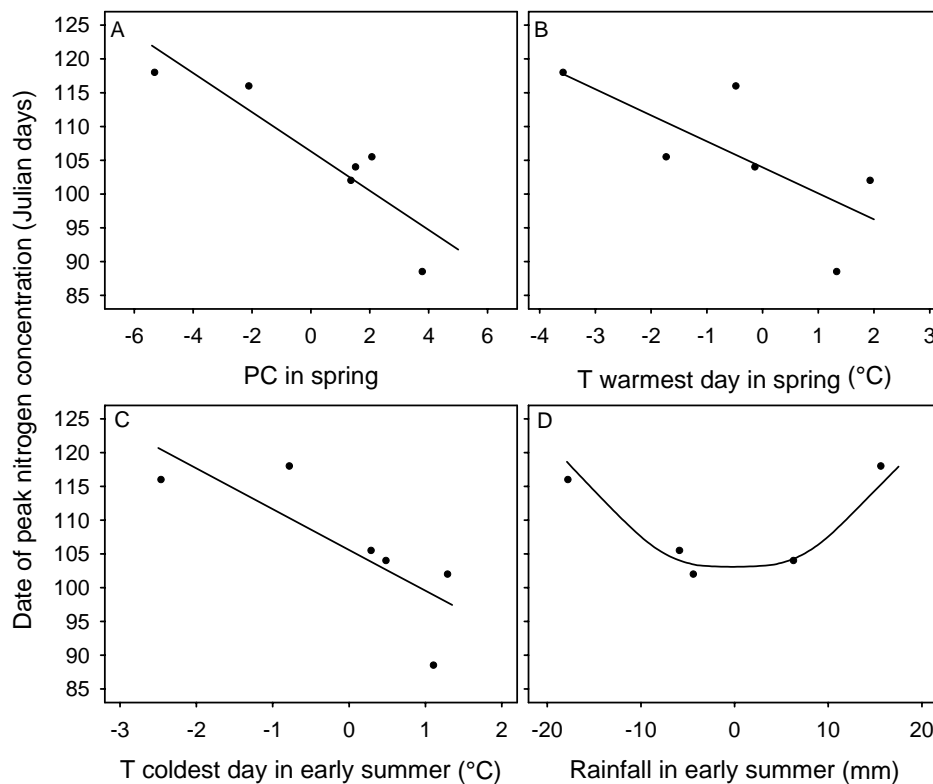 Date of peak nitrogen concentration (Julian days)
A
125
120
115
110
105
100
95
90
85
-6 -4 -2 0 2 4 6
PC in spring
B
-4 -3 -2 -1 0 1 2 3
T warmest day in spring (°C)
C
125
120
115
110
105
100
95
90
85
-3 -2 -1 0 1 2
T coldest day in early summer (°C)
D
-20 -10 0 10 20
Rainfall in early summer (mm)